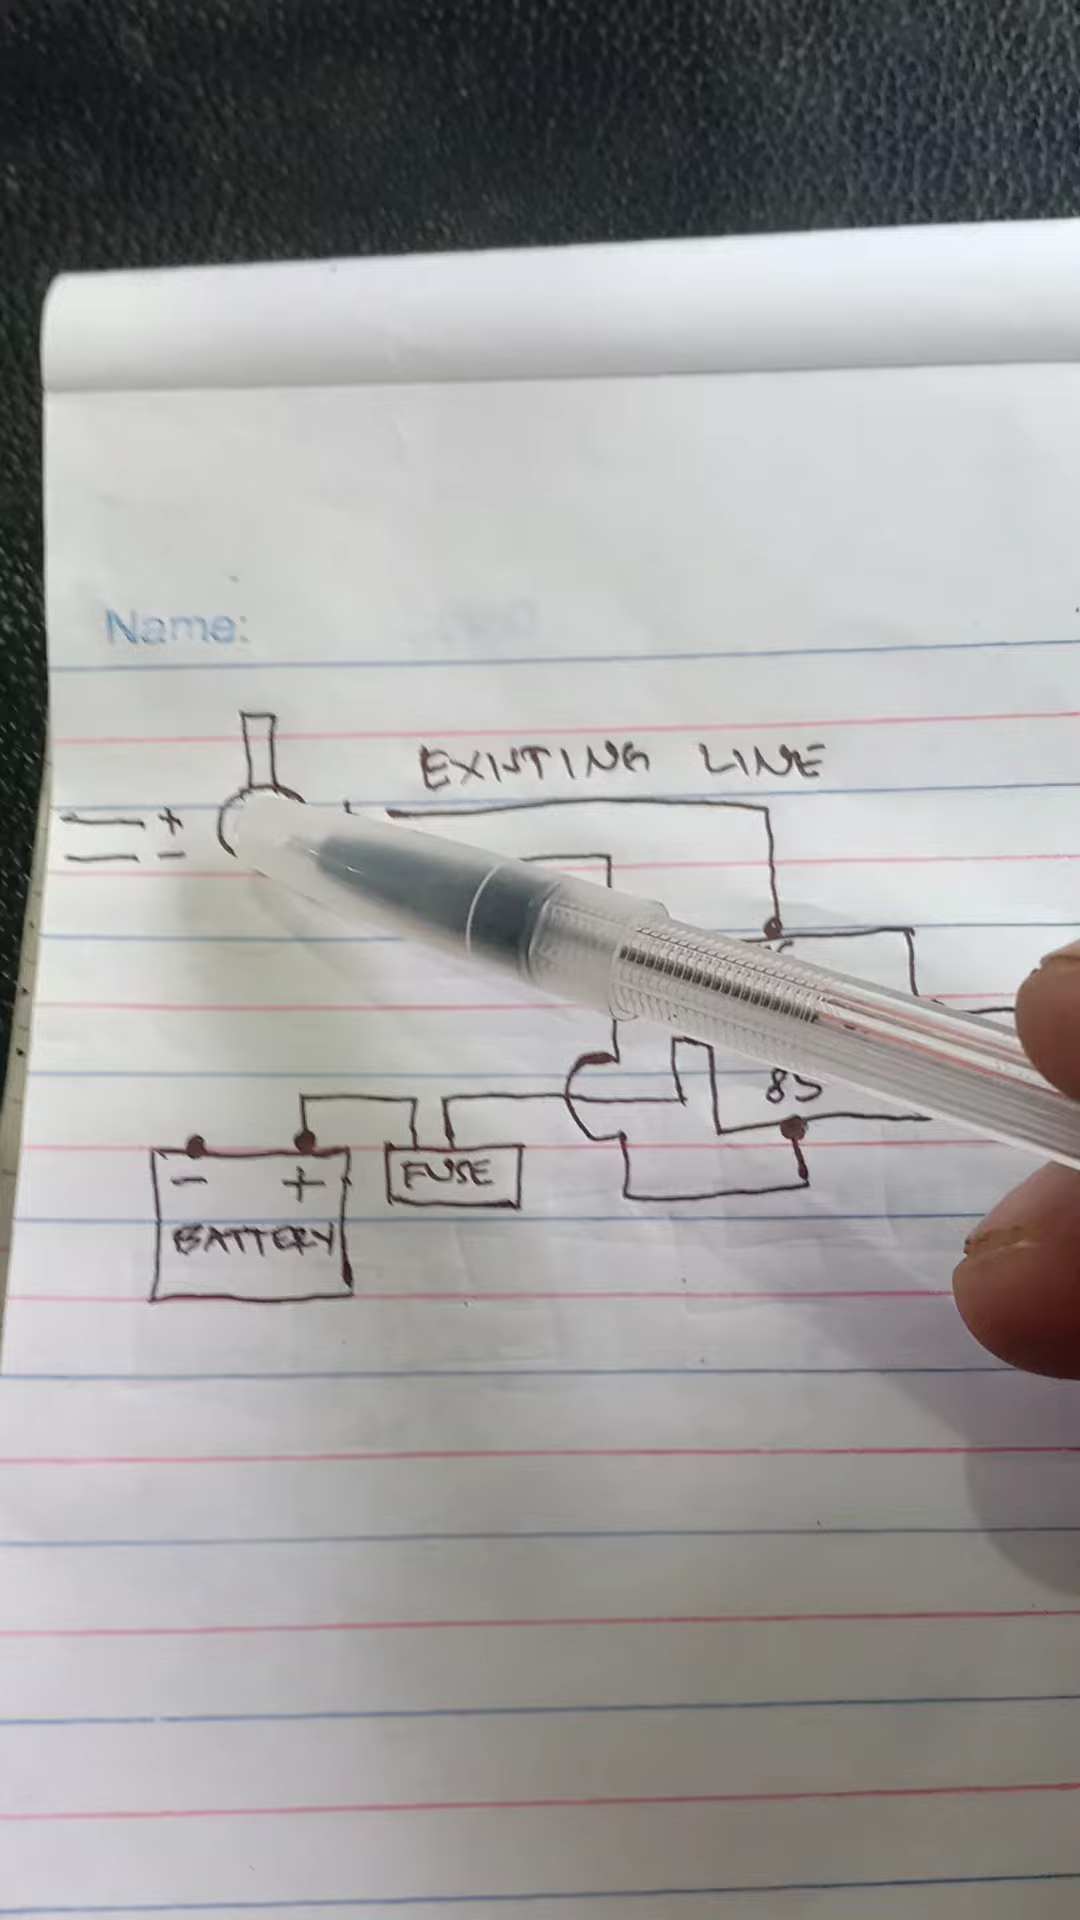 Name:
EXISTING LINE
+
-
85
FUSE
- +
BATTERY